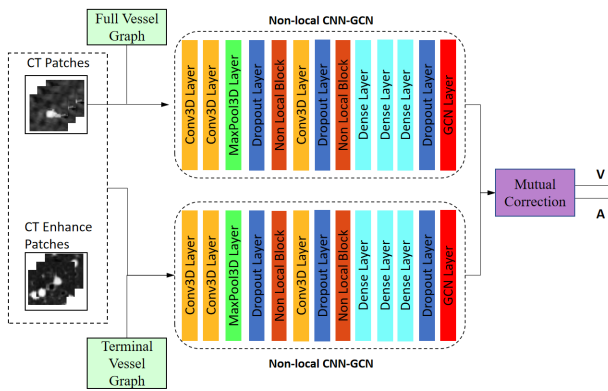 Full Vessel
Graph
Non-local CNN-GCN
CT Patches
Conv3D Layer
Conv3D Layer
MaxPool3D Layer
Dropout Layer
Non Local Block
Conv3D Layer
Dropout Layer
Non Local Block
Dense Layer
Dense Layer
Dense Layer
Dropout Layer
GCN Layer
Mutual
Correction
V
A
CT Enhance
Patches
Conv3D Layer
Conv3D Layer
MaxPool3D Layer
Dropout Layer
Non Local Block
Conv3D Layer
Dropout Layer
Non Local Block
Dense Layer
Dense Layer
Dense Layer
Dropout Layer
GCN Layer
Terminal
Vessel
Graph
Non-local CNN-GCN